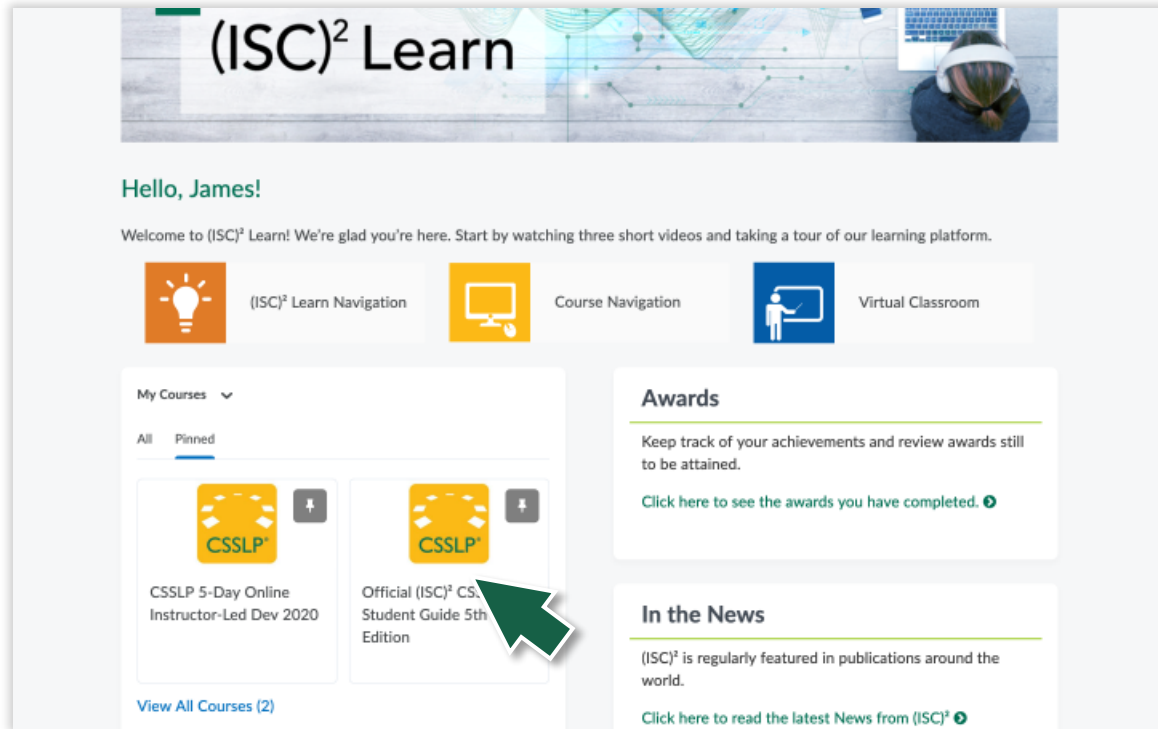 (ISC)² Learn
Hello, James!
Welcome to (ISC)² Learn! We're glad you're here. Start by watching three short videos and taking a tour of our learning platform.
(ISC)² Learn Navigation
Course Navigation
Virtual Classroom
My Courses
All Pinned
CSSLP®
CSSLP 5-Day Online
Instructor-Led Dev 2020
CSSLP®
Official (ISC)²
Student Guide 5th
Edition
View All Courses (2)
Awards
Keep track of your achievements and review awards still
to be attained.
Click here to see the awards you have completed.
In the News
(ISC)² is regularly featured in publications around the
world.
Click here to read the latest News from (ISC)²